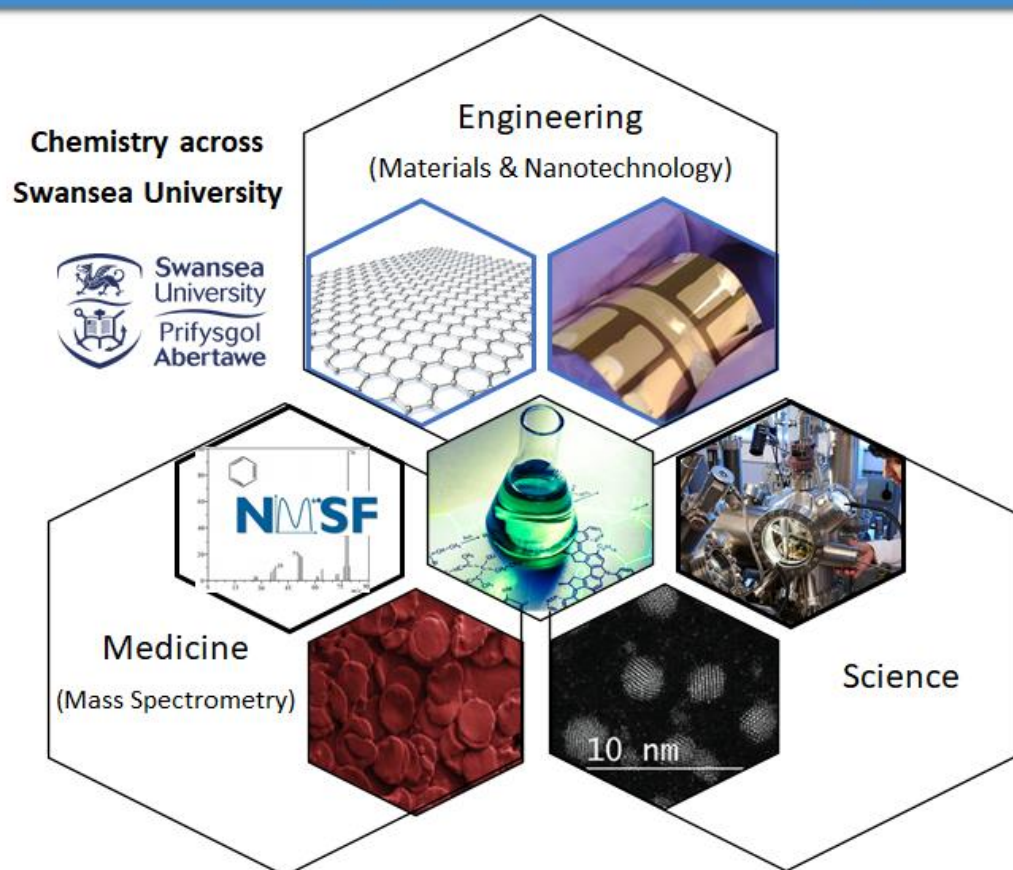 Chemistry across
Swansea University
Swansea
University
Prifysgol
Abertawe
Engineering
(Materials & Nanotechnology)
NMSF
Medicine
(Mass Spectrometry)
10 nm
Science